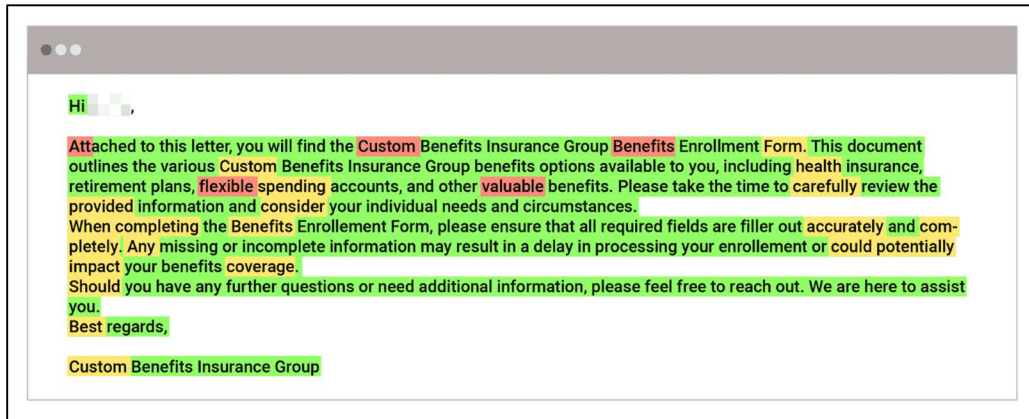 Hi ,
Attached to this letter, you will find the Custom Benefits Insurance Group Benefits Enrollment Form. This document
outlines the various Custom Benefits Insurance Group benefits options available to you, including health insurance,
retirement plans, flexible spending accounts, and other valuable benefits. Please take the time to carefully review the
provided information and consider your individual needs and circumstances.
When completing the Benefits Enrollement Form, please ensure that all required fields are filler out accurately and com-
pletely. Any missing or incomplete information may result in a delay in processing your enrollement or could potentially
impact your benefits coverage.
Should you have any further questions or need additional information, please feel free to reach out. We are here to assist
you.
Best regards,
Custom Benefits Insurance Group